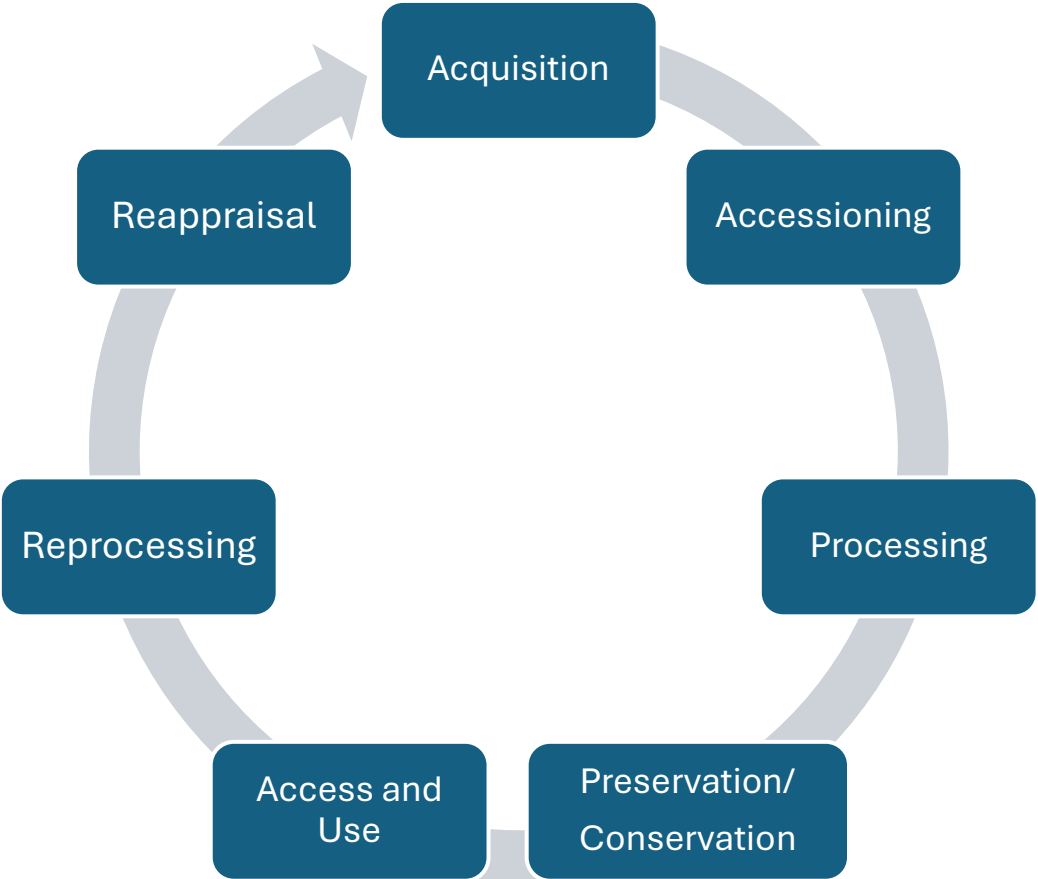 Acquisition
Accessioning
Processing
Preservation/
Conservation
Access and
Use
Reprocessing
Reappraisal